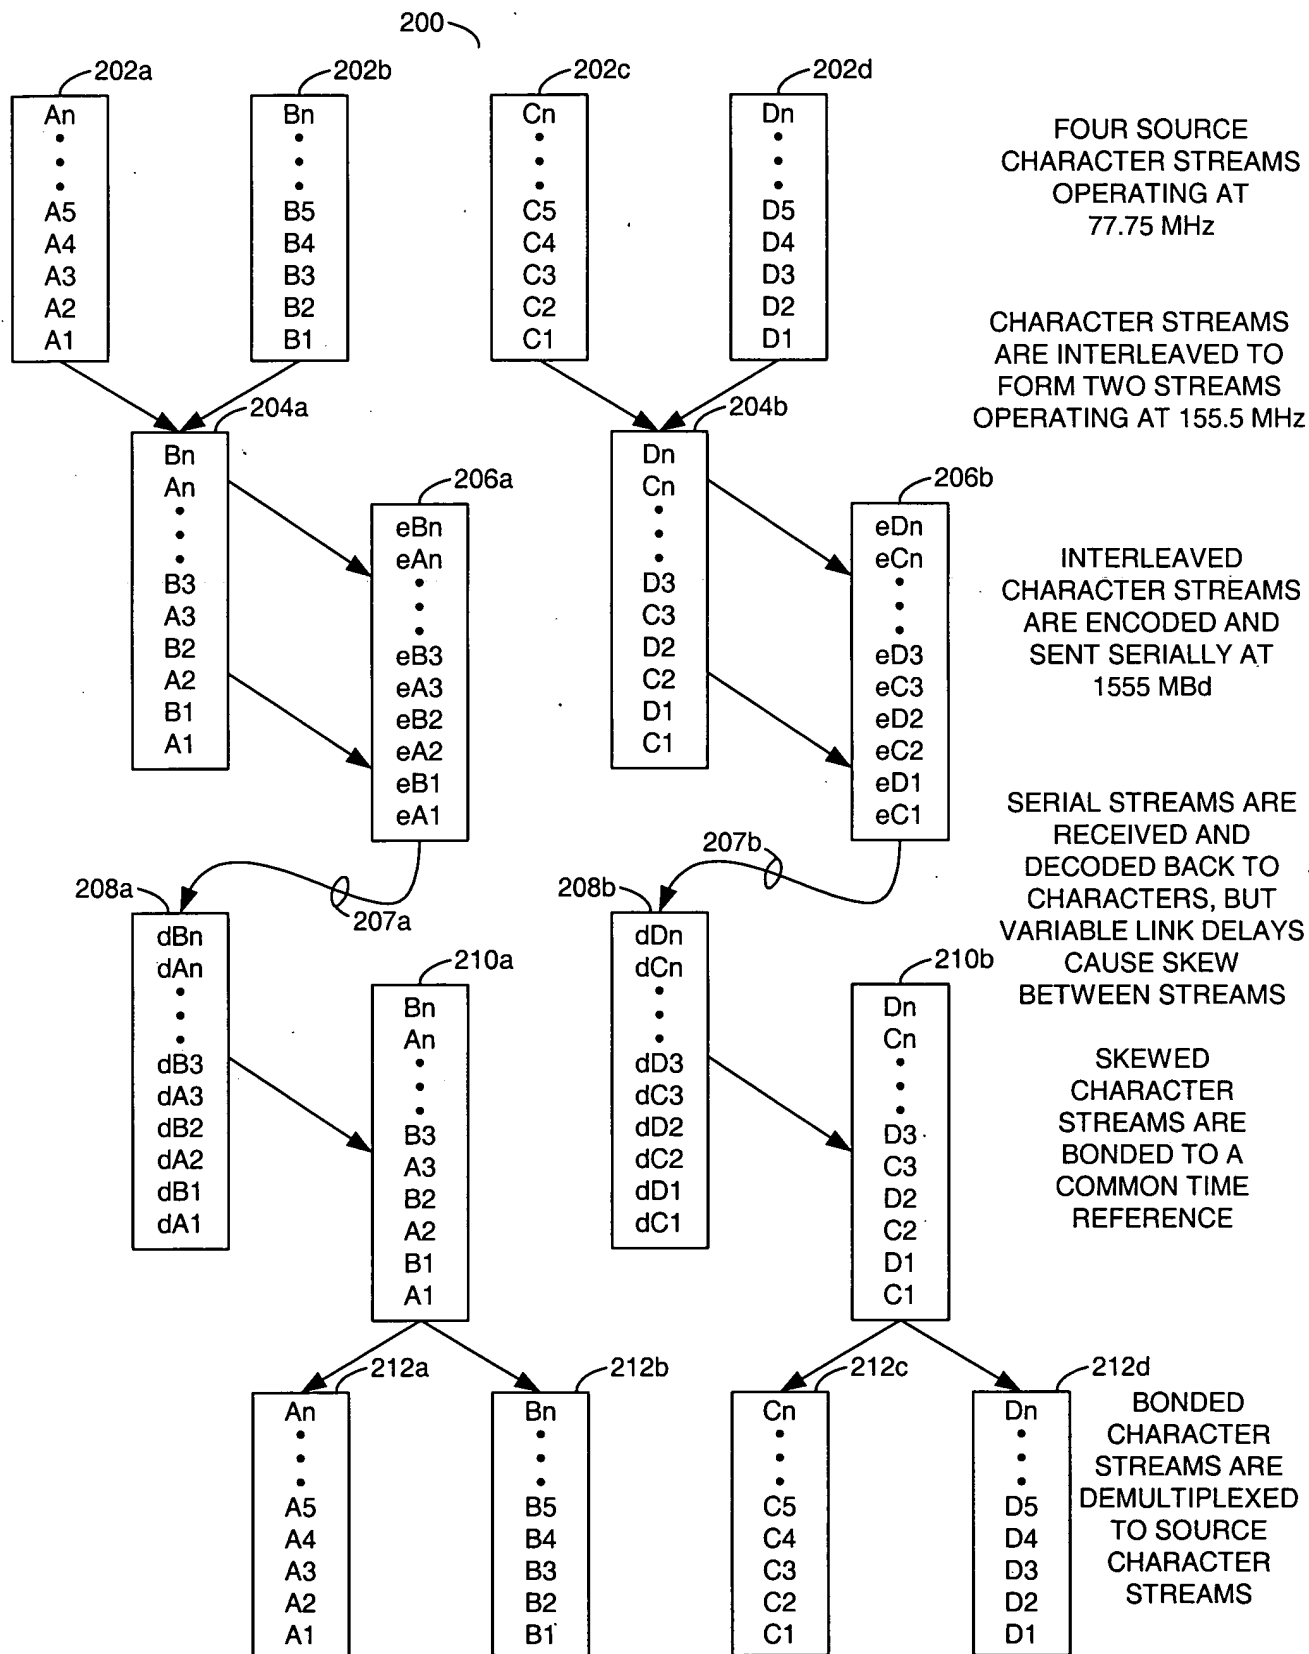 200
202a
202b
202c
202d
An
A5
A4
A3
A2
A1
Bn
B5
B4
B3
B2
B1
Cn
C5
C4
C3
C2
C1
Dn
D5
D4
D3
D2
D1
FOUR SOURCE
CHARACTER STREAMS
OPERATING AT
77.75 MHz
CHARACTER STREAMS
ARE INTERLEAVED TO
FORM TWO STREAMS
OPERATING AT 155.5 MHz
204a
Bn
An
B3
A3
B2
A2
B1
A1
206a
eBn
eAn
eB3
eA3
eB2
eA2
eB1
eA1
204b
Dn
Cn
D3
C3
D2
C2
D1
C1
206b
eDn
eCn
eD3
eC3
eD2
eC2
eD1
eC1
INTERLEAVED
CHARACTER STREAMS
ARE ENCODED AND
SENT SERIALLY AT
1555 MBd
207a
207b
SERIAL STREAMS ARE
RECEIVED AND
DECODED BACK TO
CHARACTERS, BUT
VARIABLE LINK DELAYS
CAUSE SKEW
BETWEEN STREAMS
208a
dBn
dAn
dB3
dA3
dB2
dA2
dB1
dA1
210a
Bn
An
B3
A3
B2
A2
B1
A1
208b
dDn
dCn
dD3
dC3
dD2
dC2
dD1
dC1
210b
Dn
Cn
D3
C3
D2
C2
D1
C1
SKEWED
CHARACTER
STREAMS ARE
BONDED TO A
COMMON TIME
REFERENCE
212a
212b
212c
212d
An
A5
A4
A3
A2
A1
Bn
B5
B4
B3
B2
B1
Cn
C5
C4
C3
C2
C1
Dn
D5
D4
D3
D2
D1
BONDED
CHARACTER
STREAMS ARE
DEMULTIPLEXED
TO SOURCE
CHARACTER
STREAMS